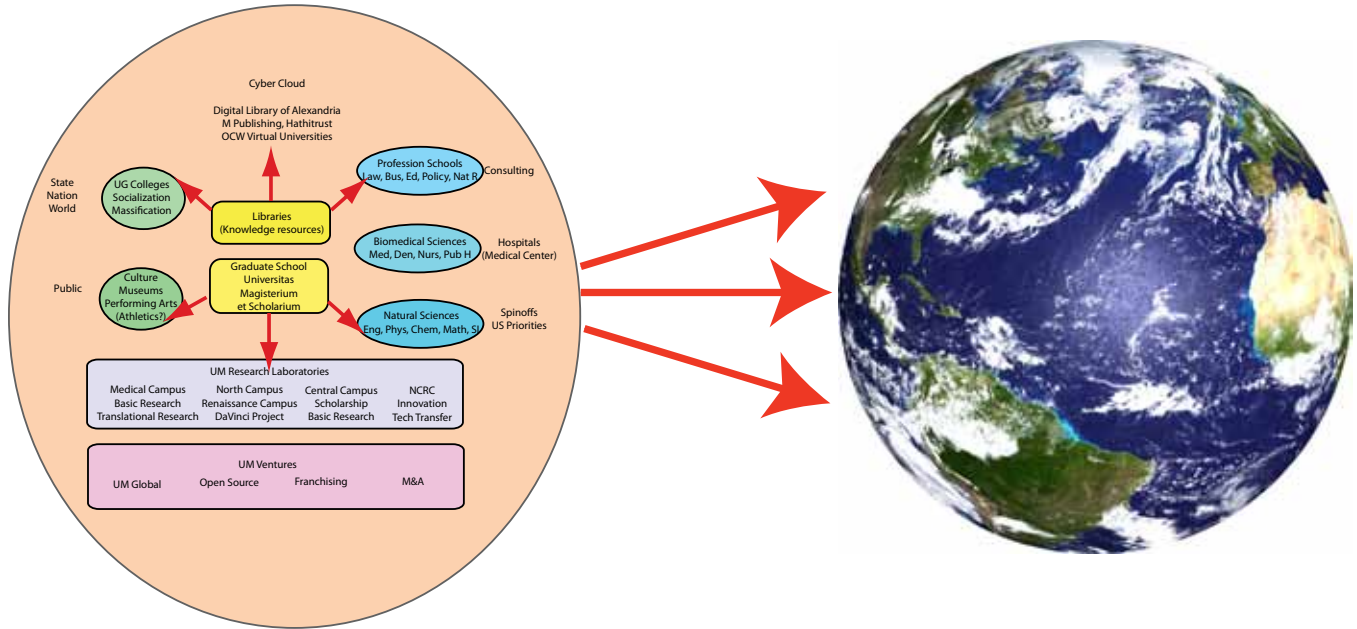 Cyber Cloud
Digital Library of Alexandria
M Publishing, Hathitrust
OCW Virtual Universities
State
Nation
World
UG Colleges
Socialization
Massification
Libraries
(Knowledge resources)
Profession Schools
Law, Bus, Ed, Policy, Nat R
Consulting
Biomedical Sciences
Med, Den, Nurs, Pub H
Hospitals
(Medical Center)
Graduate School
Universitas
Magisterium
et Scholarium
Public
Culture
Museums
Performing Arts
(Athletics?)
Natural Sciences
Eng, Phys, Chem, Math, SI
Spinoffs
US Priorities
UM Research Laboratories
Medical Campus
Basic Research
Translational Research
North Campus
Renaissance Campus
DaVinci Project
Central Campus
Scholarship
Basic Research
NCRC
Innovation
Tech Transfer
UM Ventures
UM Global
Open Source
Franchising
M&A